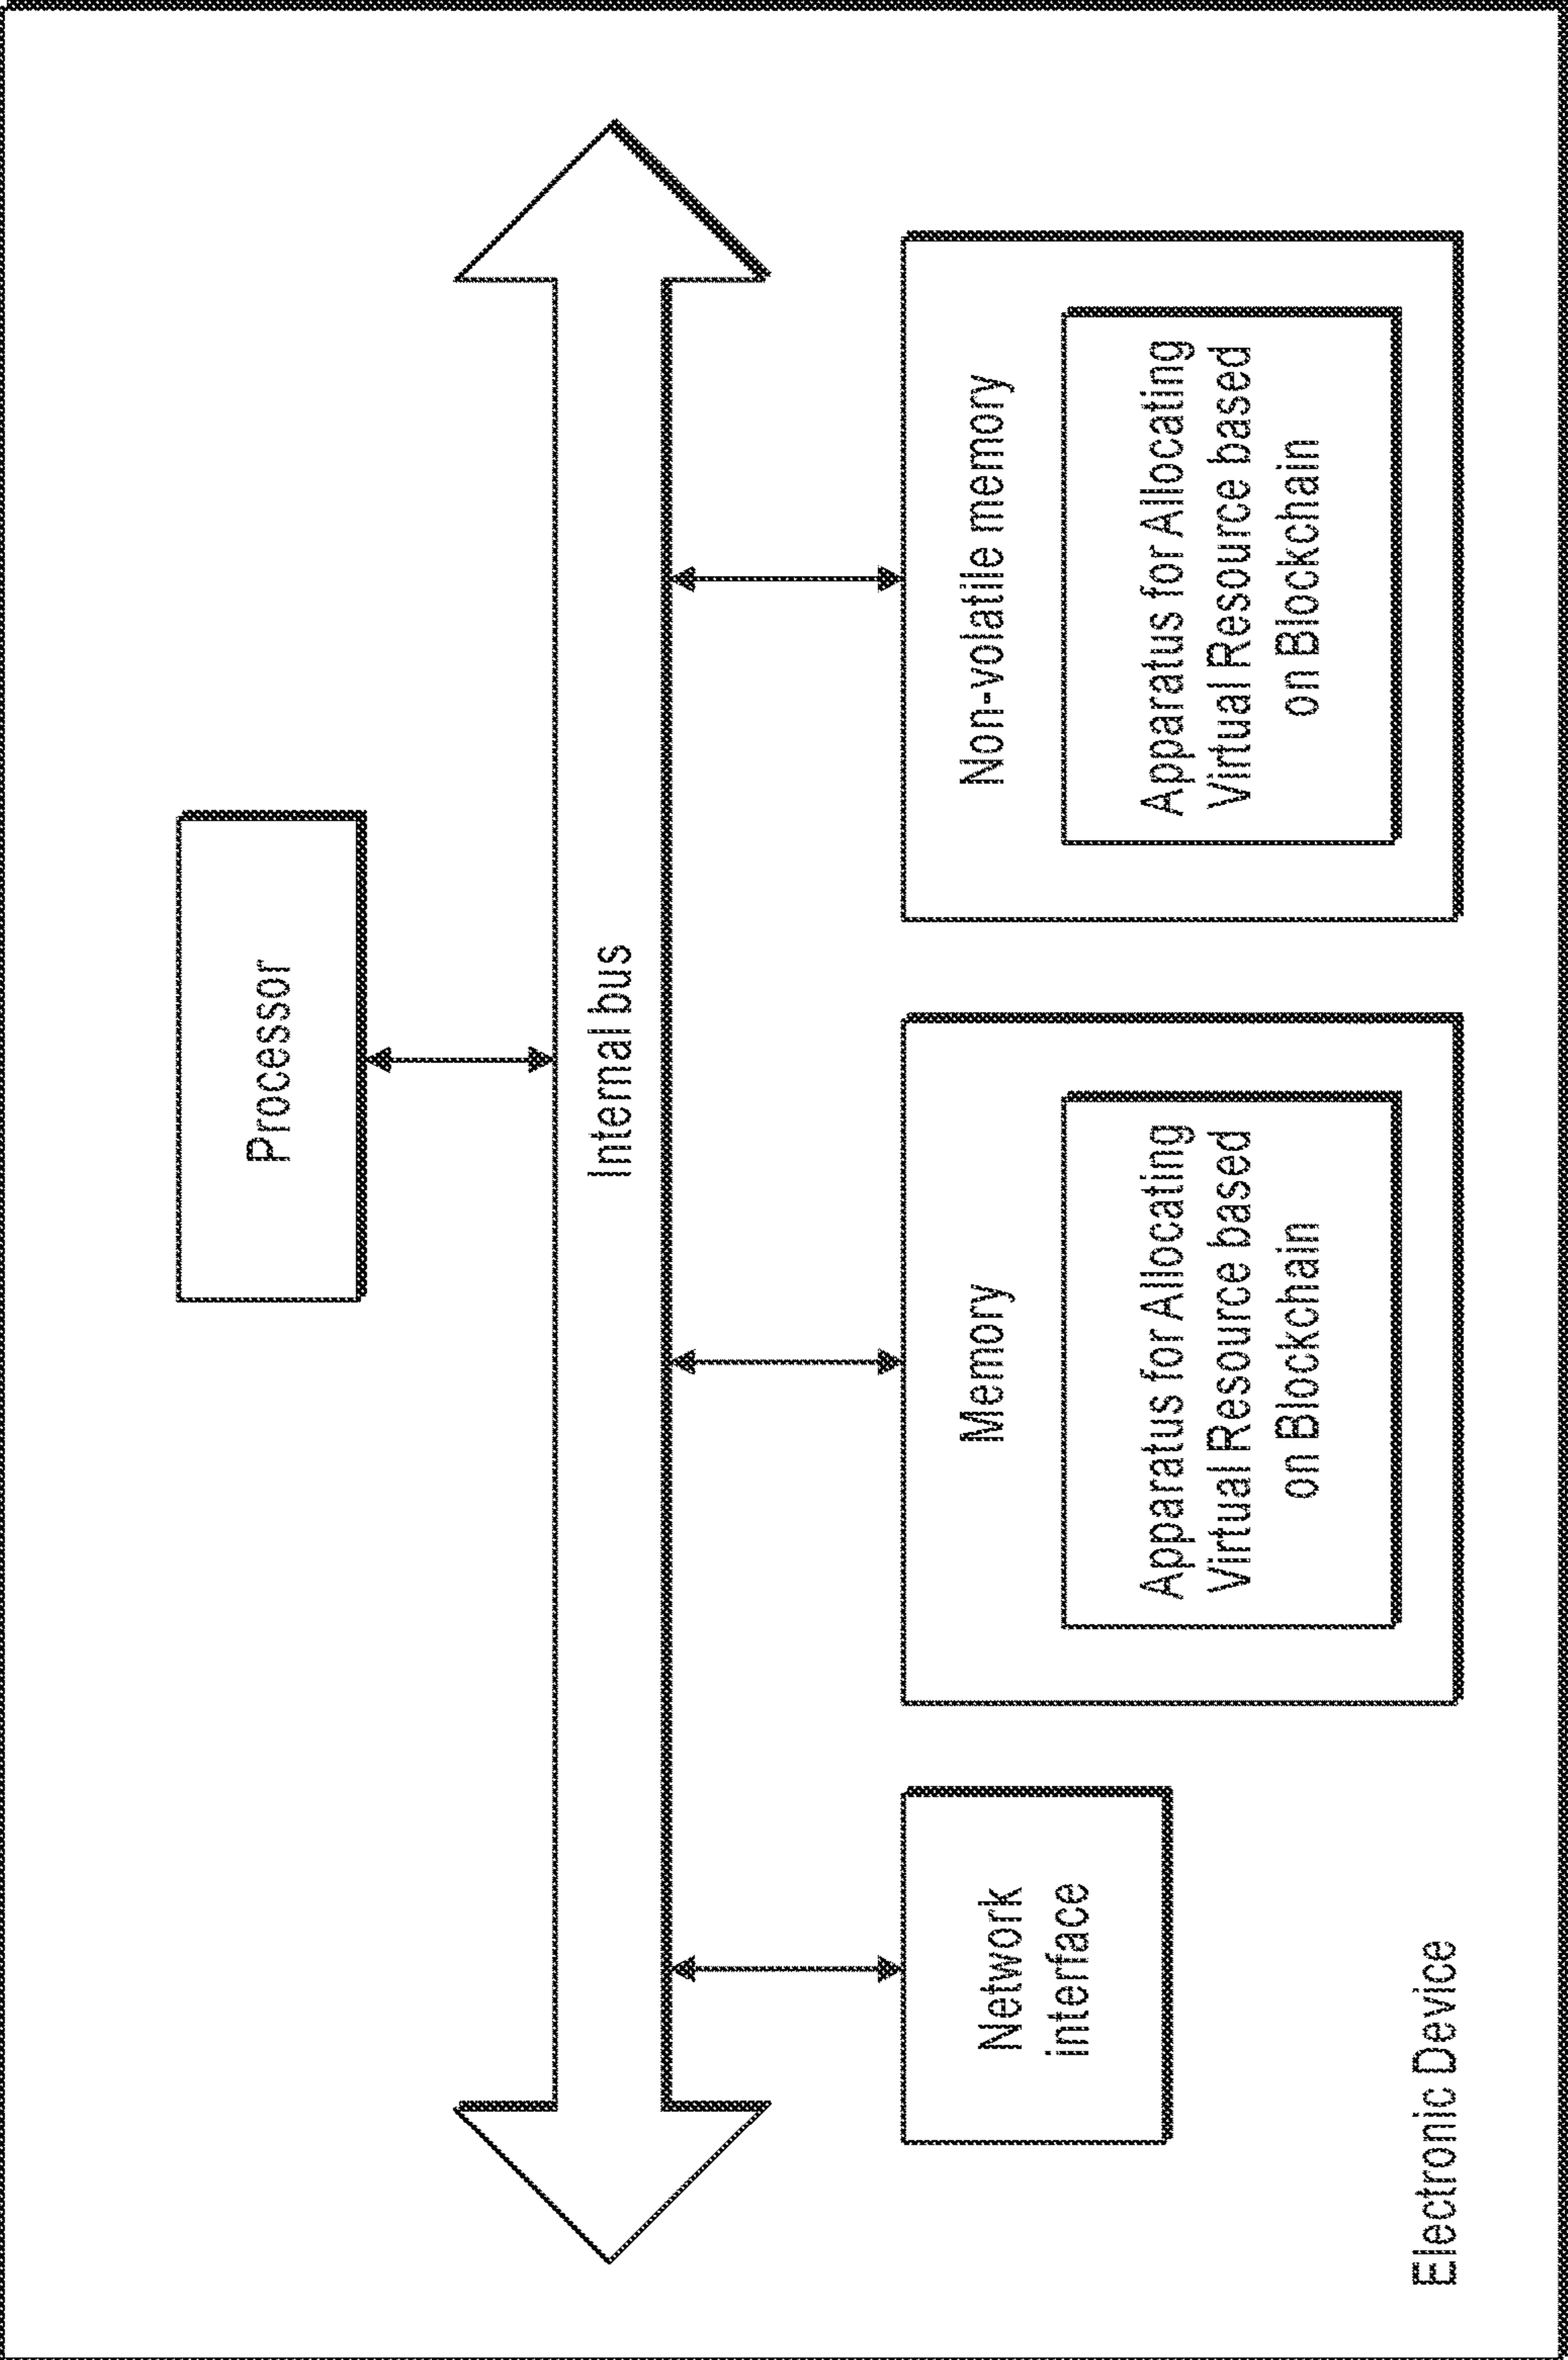 Processor
Internal bus
Network
interface
Memory
Apparatus for Allocating
Virtual Resource based
on Blockchain
Non-volatile memory
Apparatus for Allocating
Virtual Resource based
on Blockchain
Electronic Device